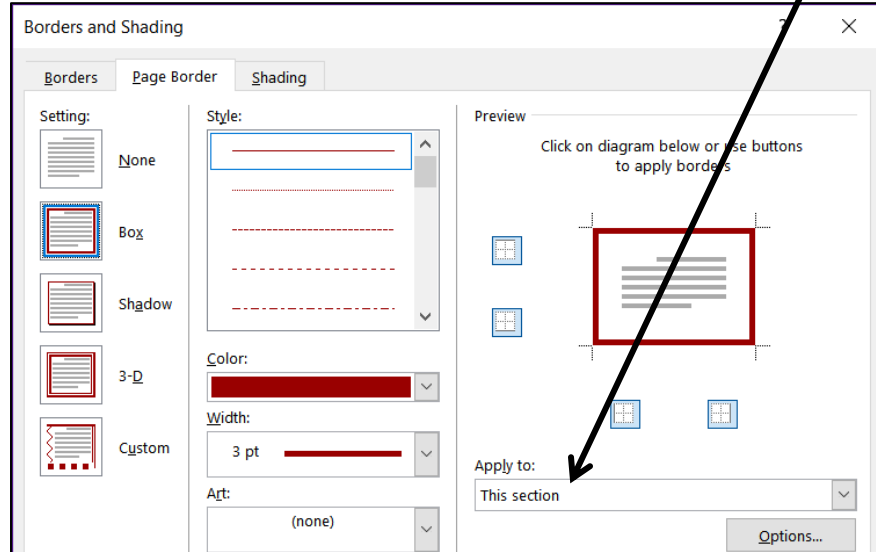 Borders and Shading
Borders
Page Border
Shading
Setting:
None
Box
Shadow
3-D
Custom
Style:
Color:
Width:
3 pt
Art:
(none)
Preview
Click on diagram below or use buttons
to apply borders
Apply to:
This section
Options...